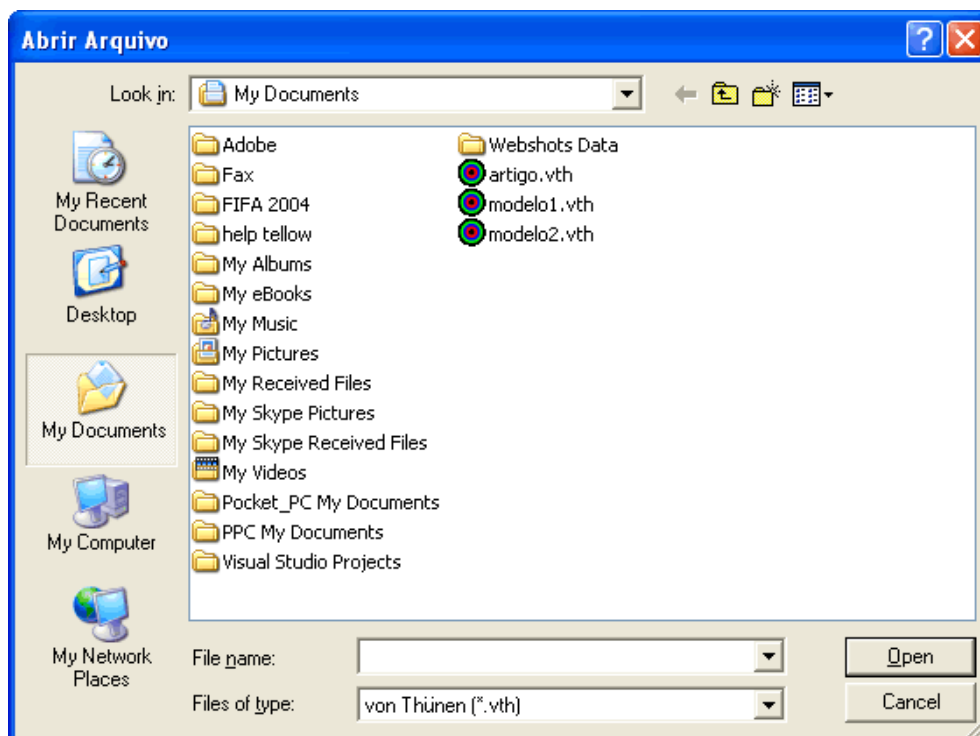 Abrir Arquivo
Look in: My Documents
My Recent
Documents
Desktop
My Documents
My Computer
My Network
Places
Adobe
Fax
FIFA 2004
help tellow
My Albums
My eBooks
My Music
My Pictures
My Received Files
My Skype Pictures
My Skype Received Files
My Videos
Pocket_PC My Documents
PPC My Documents
Visual Studio Projects
Webshots Data
artigo.vth
modelo1.vth
modelo2.vth
File name:
Open
Files of type: von Thünen (*.vth)
Cancel